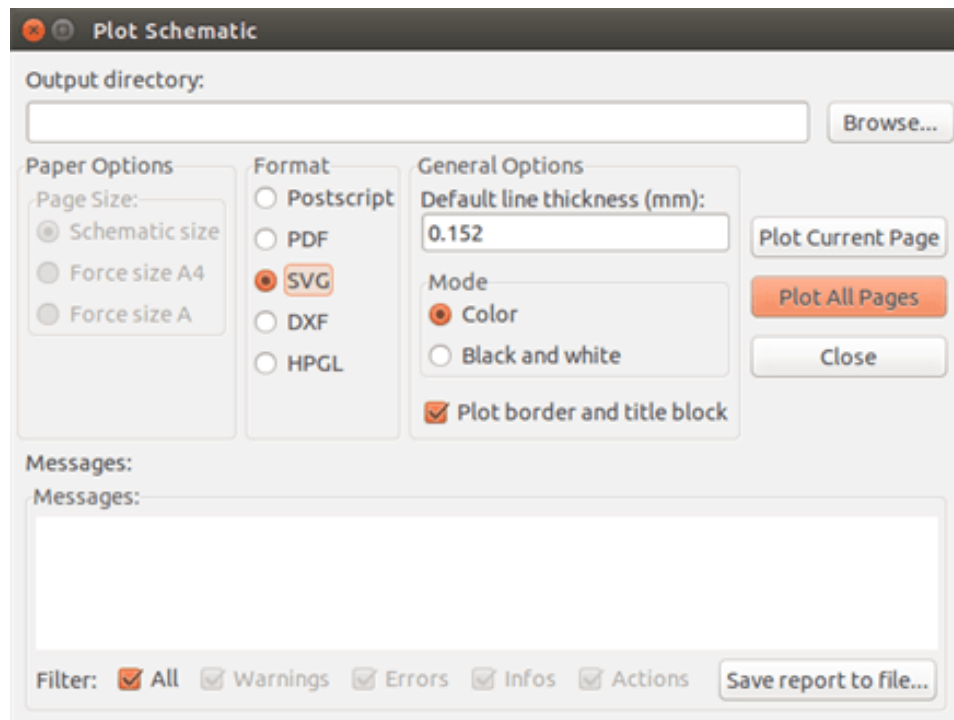 Plot Schematic
Output directory:
Browse...
Paper Options
Page Size:
Schematic size
Force size A4
Force size A
Format
Postscript
PDF
SVG
DXF
HPGL
General Options
Default line thickness (mm):
0.152
Mode
Color
Black and white
Plot border and title block
Plot Current Page
Plot All Pages
Close
Messages:
Messages:
Filter: All Warnings Errors Infos Actions Save report to file...